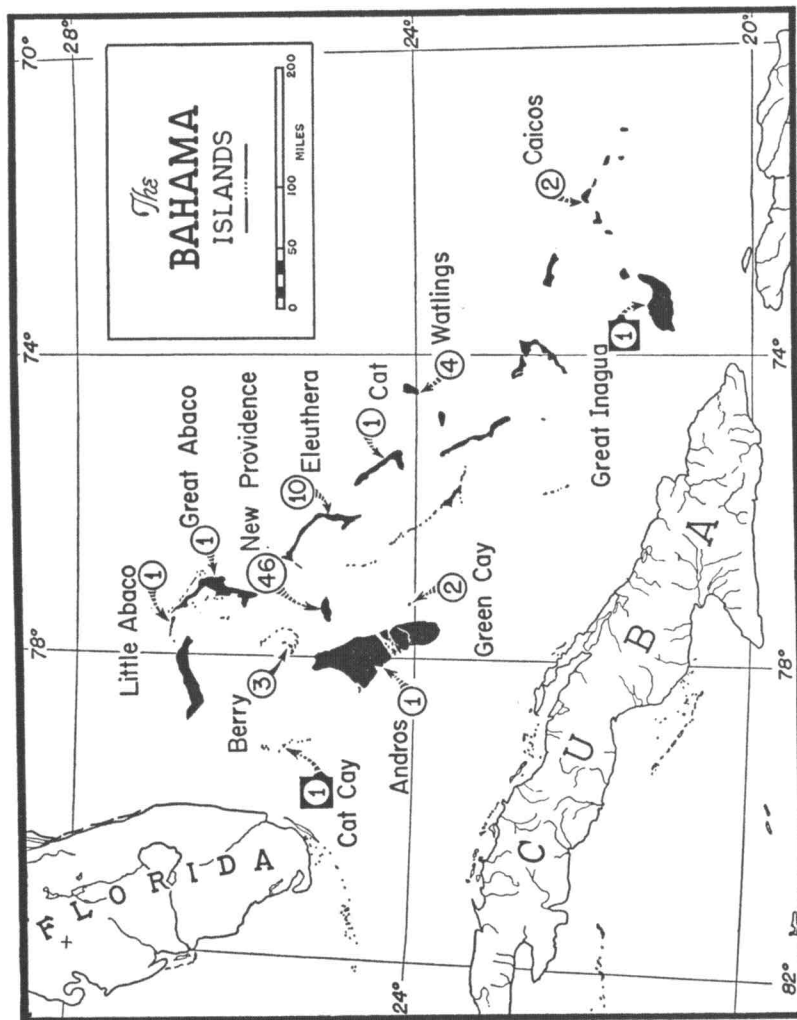 The
BAHAMA
ISLANDS
0 50 100 200
MILES
70°
28°
24°
20°
74°
74°
78°
78°
24°
82°
FLORIDA
CUBA
Little Abaco
1
Great Abaco
1
New Providence
46
Eleuthera
10
Cat
1
Watlings
4
Caicos
2
Great Inagua
1
Green Cay
2
Andros
1
Berry
3
Cat Cay
1